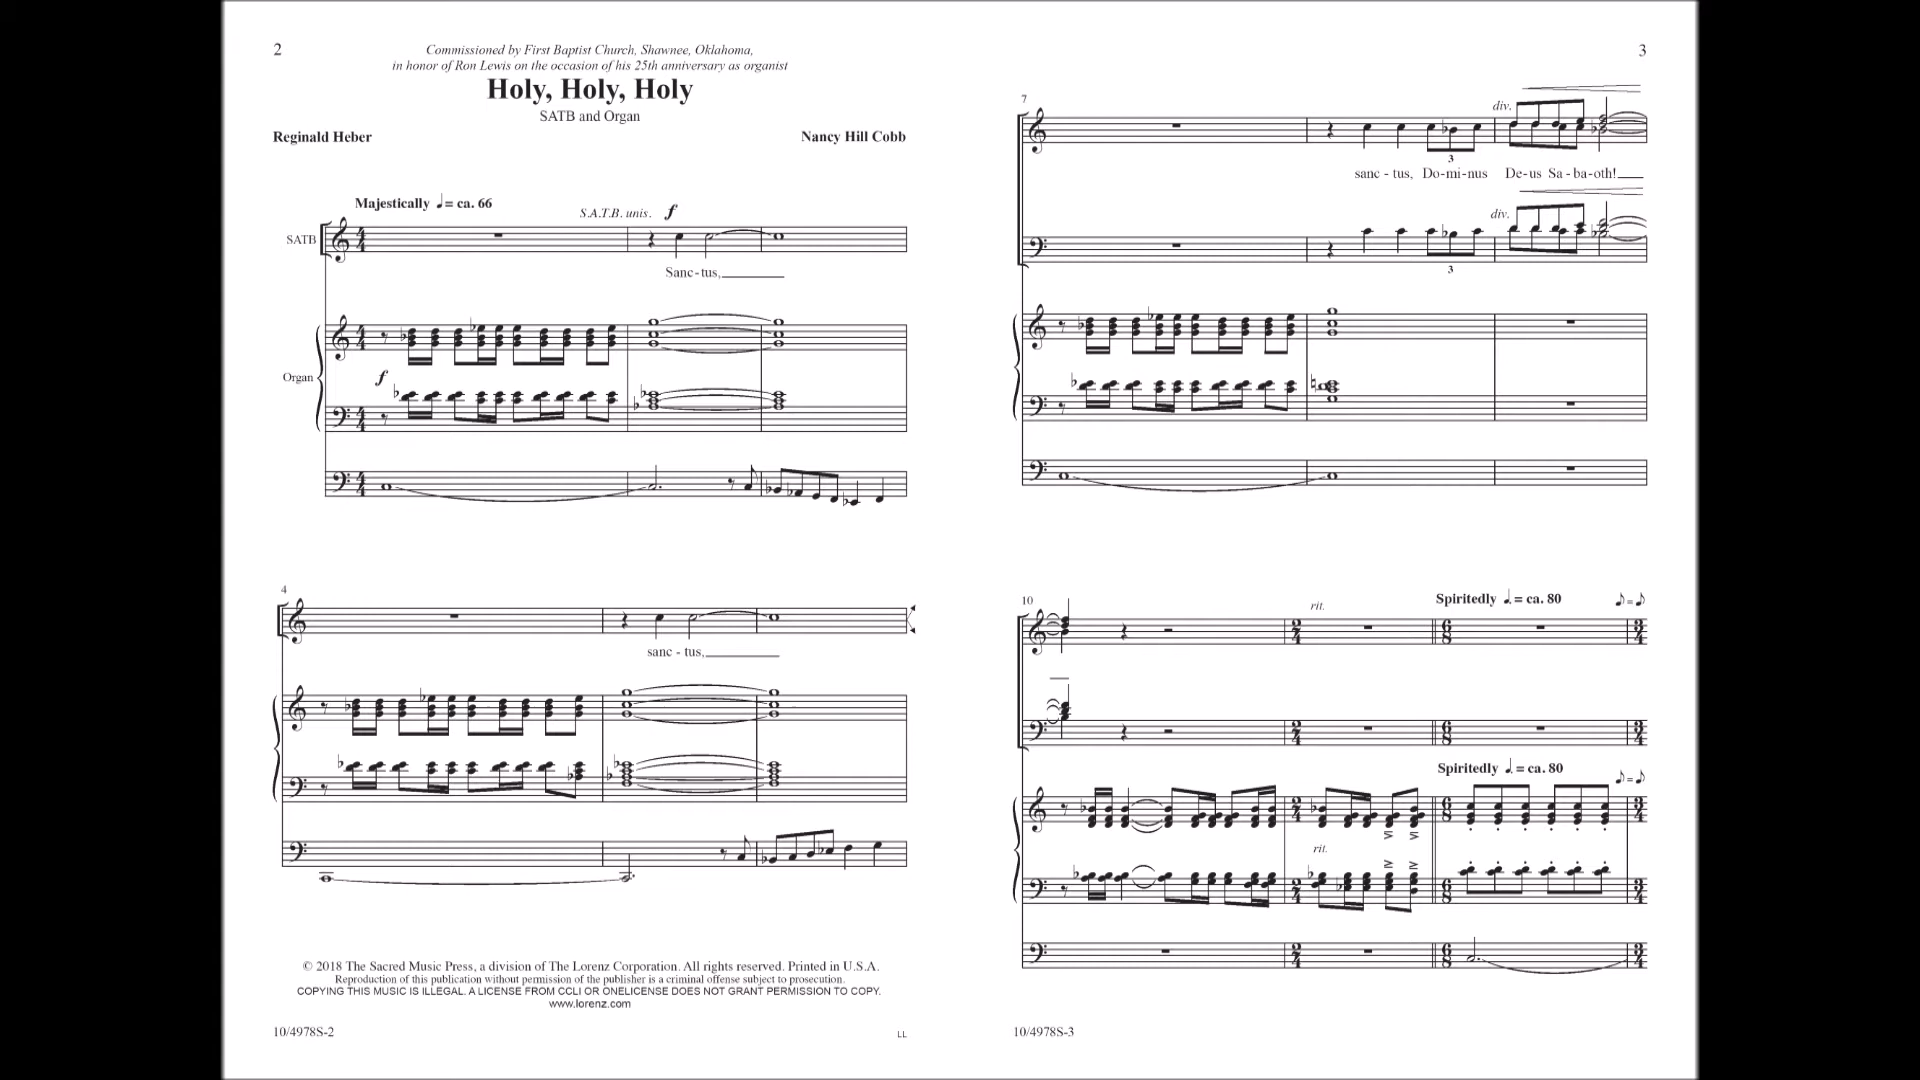 2
Commissioned by First Baptist Church, Shawnee, Oklahoma,
in honor of Ron Lewis on the occasion of his 25th anniversary as organist
Holy, Holy, Holy
SATB and Organ
Reginald Heber
Nancy Hill Cobb
Majestically ♩= ca. 66
S.A.T.B. unis. f
SATB
Sanc-tus,
Organ
f
4
sanc - tus,
© 2018 The Sacred Music Press, a division of The Lorenz Corporation. All rights reserved. Printed in U.S.A.
Reproduction of this publication without permission of the publisher is a criminal offense subject to prosecution.
COPYING THIS MUSIC IS ILLEGAL. A LICENSE FROM CCLI OR ONELICENSE DOES NOT GRANT PERMISSION TO COPY.
www.lorenz.com
10/4978S-2
LL
3
7
div.
3
sanc - tus, Do-mi-nus De-us Sa-ba-oth!
div.
3
10
rit.
Spiritedly ♩. = ca. 80 ♪=♪
Spiritedly ♩. = ca. 80 ♪=♪
rit.
10/4978S-3